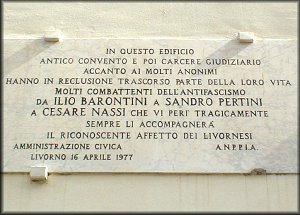 IN QUESTO EDIFICIO
ANTICO CONVENTO E POI CARCERE GIUDIZIARIO
ACCANTO AI MOLTI ANONIMI
HANNO IN RECLUSIONE TRASCORSO PARTE DELLA LORO VITA
MOLTI COMBATTENTI DELL'ANTIFASCISMO
DA ILIO BARONTINI A SANDRO PERTINI
A CESARE NASSI CHE VI PERÌ TRAGICAMENTE
SEMPRE LI ACCOMPAGNERÀ
IL RICONOSCENTE AFFETTO DEI LIVORNESI
AMMINISTRAZIONE CIVICA A.N.P.P.I.A.
LIVORNO 16 APRILE 1977